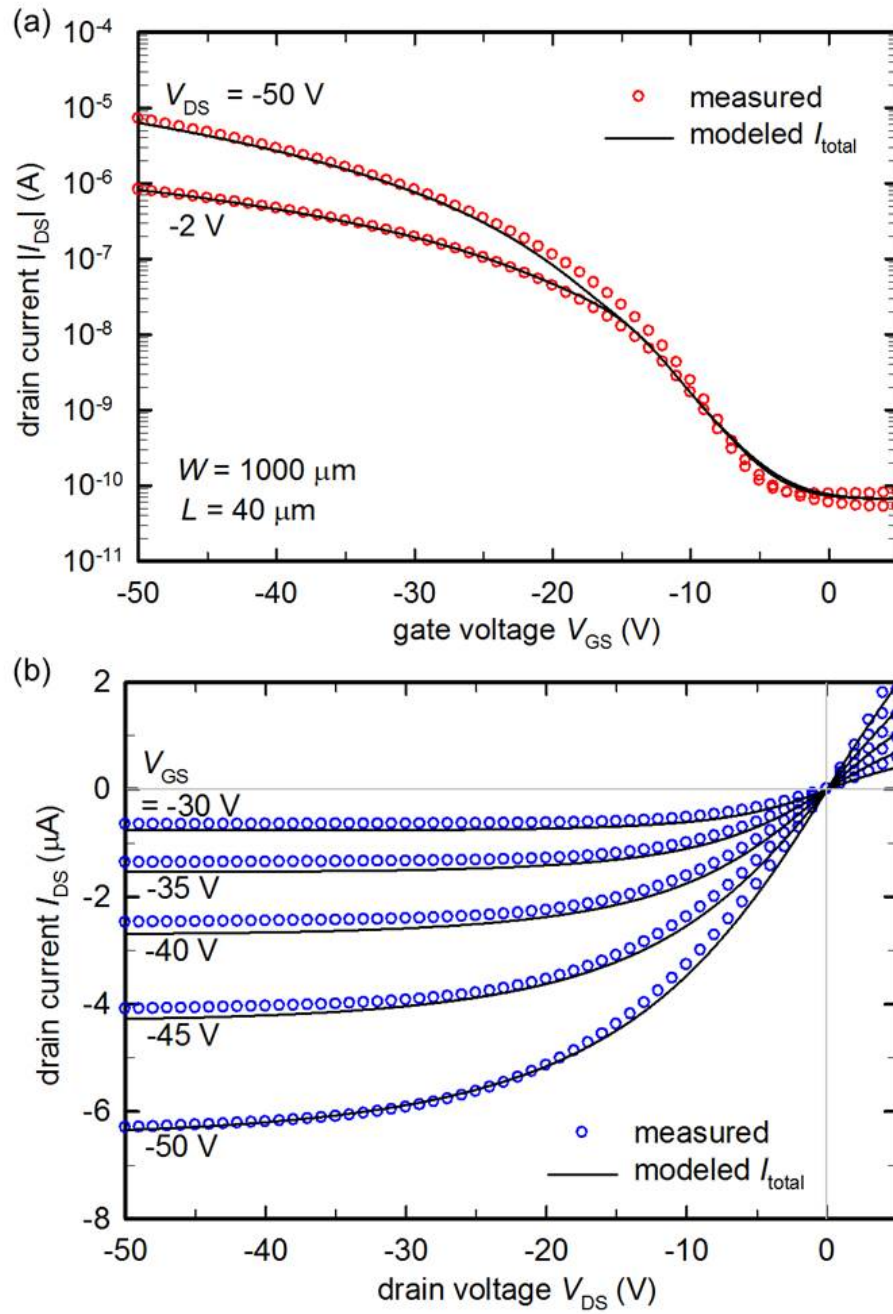 (a)
10⁻⁴
10⁻⁵
10⁻⁶
10⁻⁷
10⁻⁸
10⁻⁹
10⁻¹⁰
10⁻¹¹
drain current |I_DS| (A)
V_DS = -50 V
-2 V
measured
modeled I_total
W = 1000 μm
L = 40 μm
-50 -40 -30 -20 -10 0
gate voltage V_GS (V)
(b)
2
0
-2
-4
-6
-8
drain current I_DS (μA)
V_GS
= -30 V
-35 V
-40 V
-45 V
-50 V
measured
modeled I_total
-50 -40 -30 -20 -10 0
drain voltage V_DS (V)